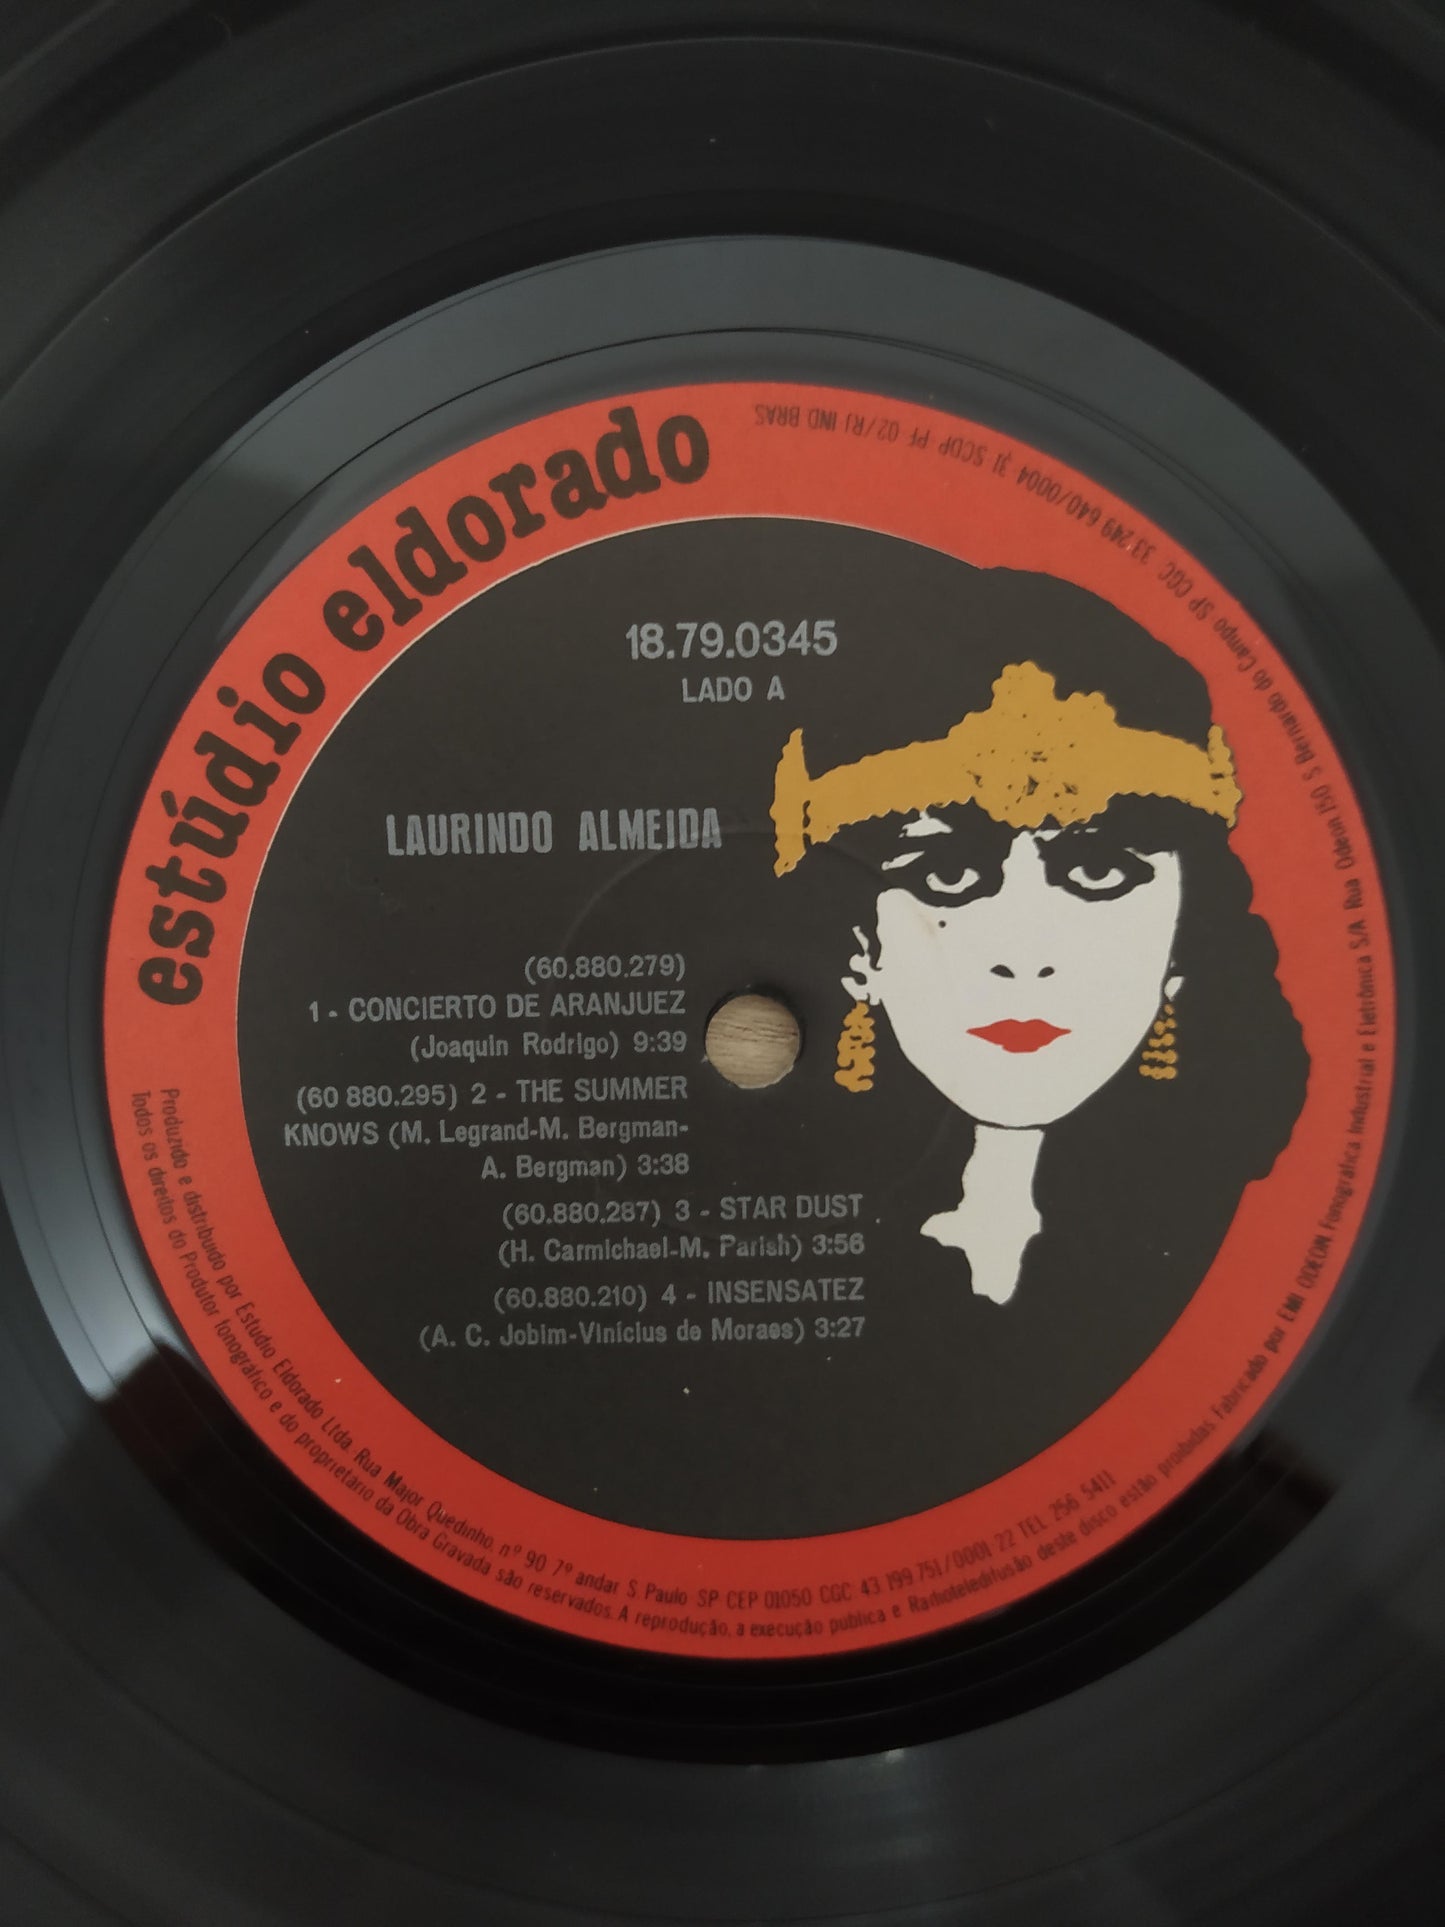 estúdio eldorado
18.79.0345
LADO A
LAURINDO ALMEIDA
(60.880.279)
1 - CONCIERTO DE ARANJUEZ
(Joaquin Rodrigo) 9:39
(60 880.295) 2 - THE SUMMER
KNOWS (M. Legrand-M. Bergman-
A. Bergman) 3:38
(60.880.287) 3 - STAR DUST
(H. Carmichael-M. Parish) 3:56
(60.880.210) 4 - INSENSATEZ
(A. C. Jobim-Vinícius de Moraes) 3:27
Produzido e distribuido por Estudio Eldorado Ltda. Rua Major Quedinho, nº 90 7º andar S. Paulo SP CEP 01050 CGC 43 199 751/0001 22 TEL 256 5411
Todos os direitos do Produtor fonográfico e do proprietário da Obra Gravada são reservados. A reprodução, a execução publica e Radioteledifusão deste disco estão proibidas. Fabricado por EMI ODEON Fonográfica Industrial e Eletrônica S/A Rua Odeon 150 S Bernardo do Campo SP CGC 33 249 640/0004 31 SCDP PF 02/RJ IND BRAS